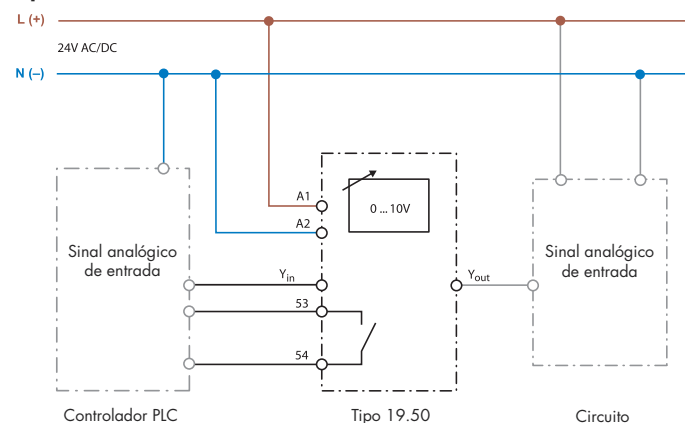 L (+)
24V AC/DC
N (–)
A1
0 ... 10V
A2
Sinal analógico
de entrada
Sinal analógico
de entrada
Yin
Yout
53
54
Controlador PLC
Tipo 19.50
Circuito